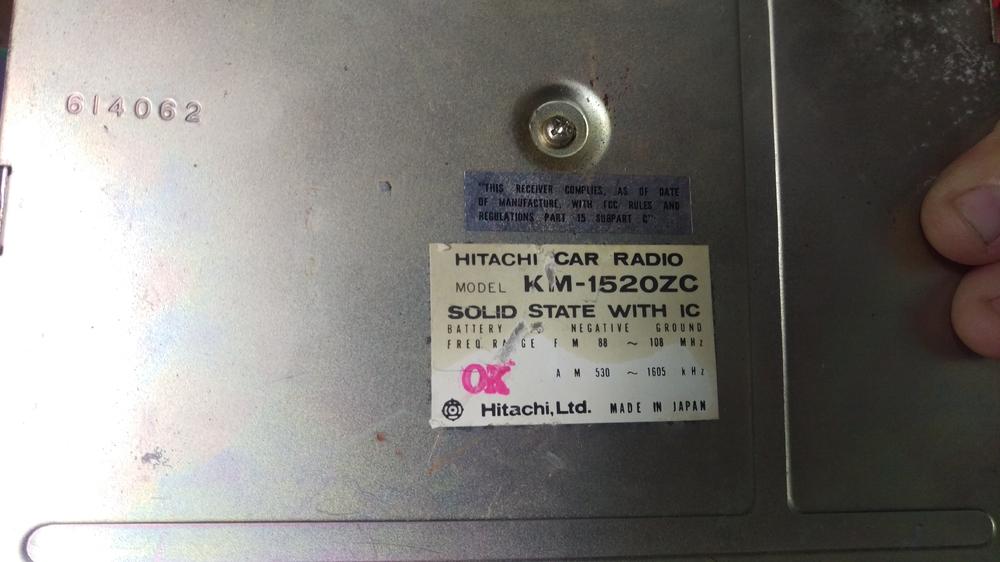 614062
"THIS RECEIVER COMPLIES, AS OF DATE
OF MANUFACTURE, WITH FCC RULES AND
REGULATIONS PART 15 SUBPART C"
HITACHI CAR RADIO
MODEL KM-1520ZC
SOLID STATE WITH IC
BATTERY NEGATIVE GROUND
FREQ RANGE FM 88 ~ 108 MHz
AM 530 ~ 1605 kHz
OK
Hitachi, Ltd. MADE IN JAPAN